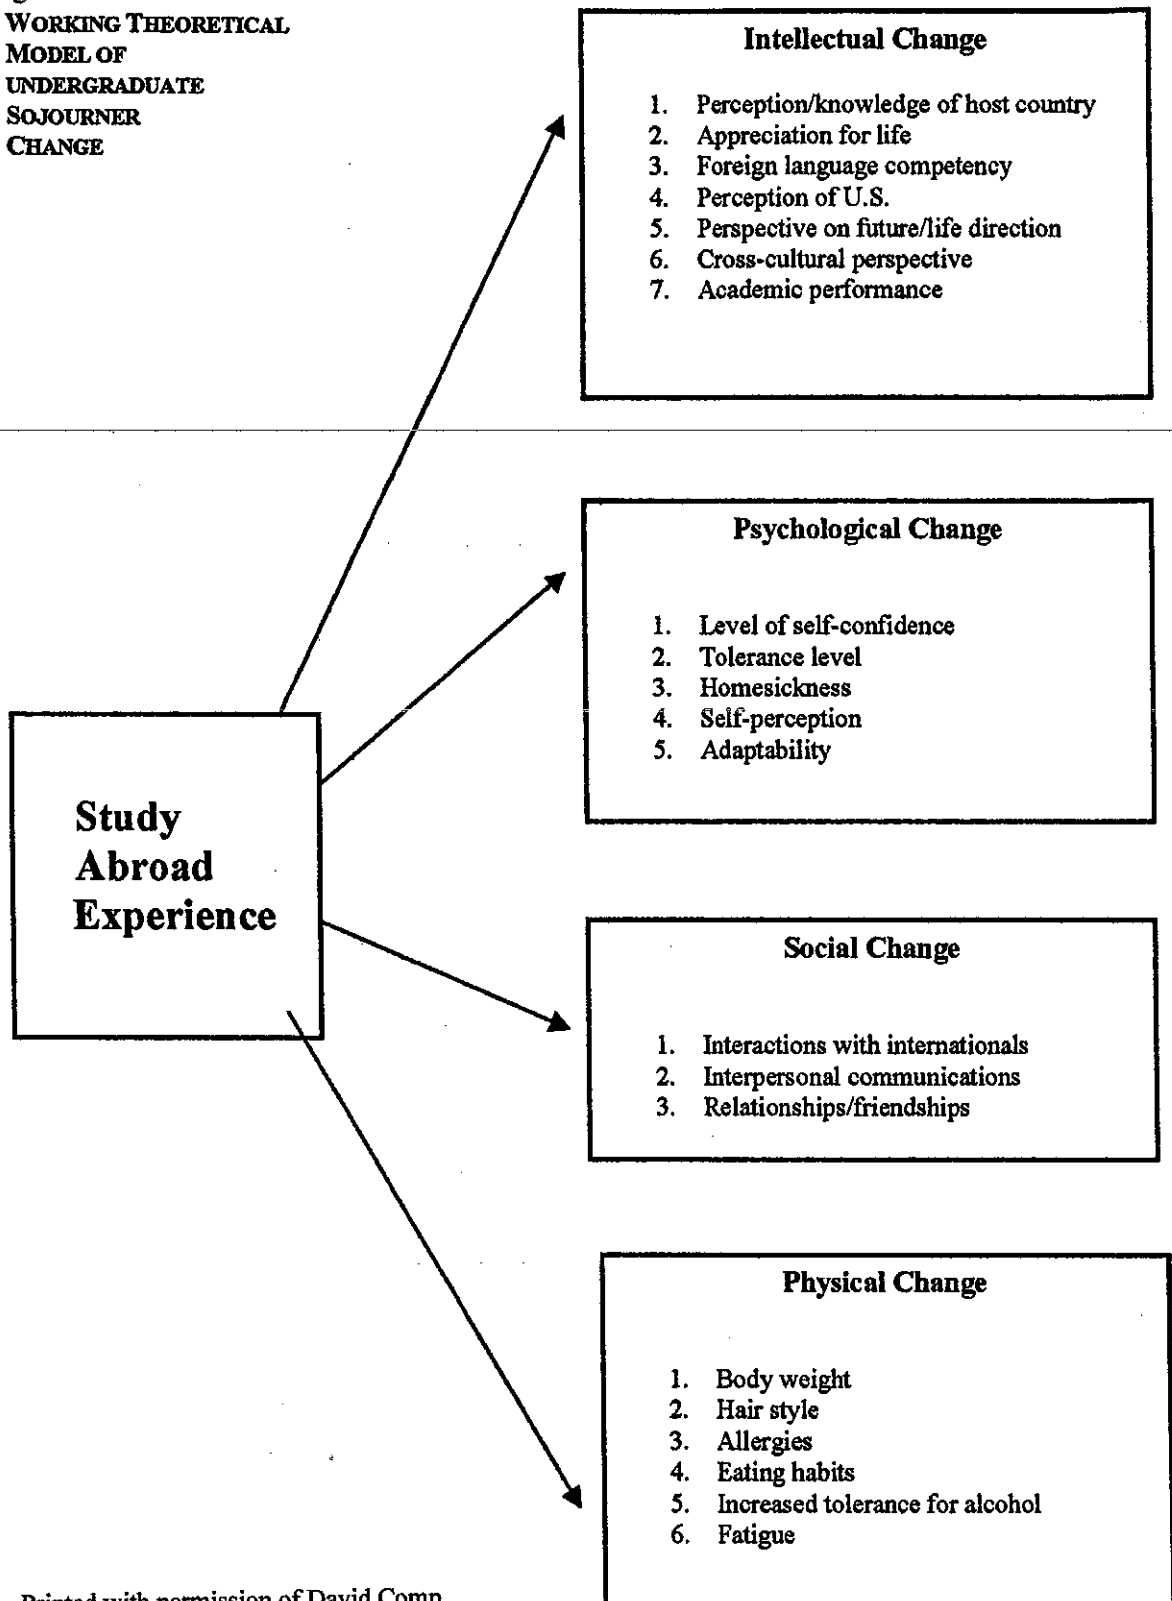 WORKING THEORETICAL
MODEL OF
UNDERGRADUATE
SOJOURNER
CHANGE
Intellectual Change
1. Perception/knowledge of host country
2. Appreciation for life
3. Foreign language competency
4. Perception of U.S.
5. Perspective on future/life direction
6. Cross-cultural perspective
7. Academic performance
Psychological Change
1. Level of self-confidence
2. Tolerance level
3. Homesickness
4. Self-perception
5. Adaptability
Study
Abroad
Experience
Social Change
1. Interactions with internationals
2. Interpersonal communications
3. Relationships/friendships
Physical Change
1. Body weight
2. Hair style
3. Allergies
4. Eating habits
5. Increased tolerance for alcohol
6. Fatigue
Printed with permission of David Comp